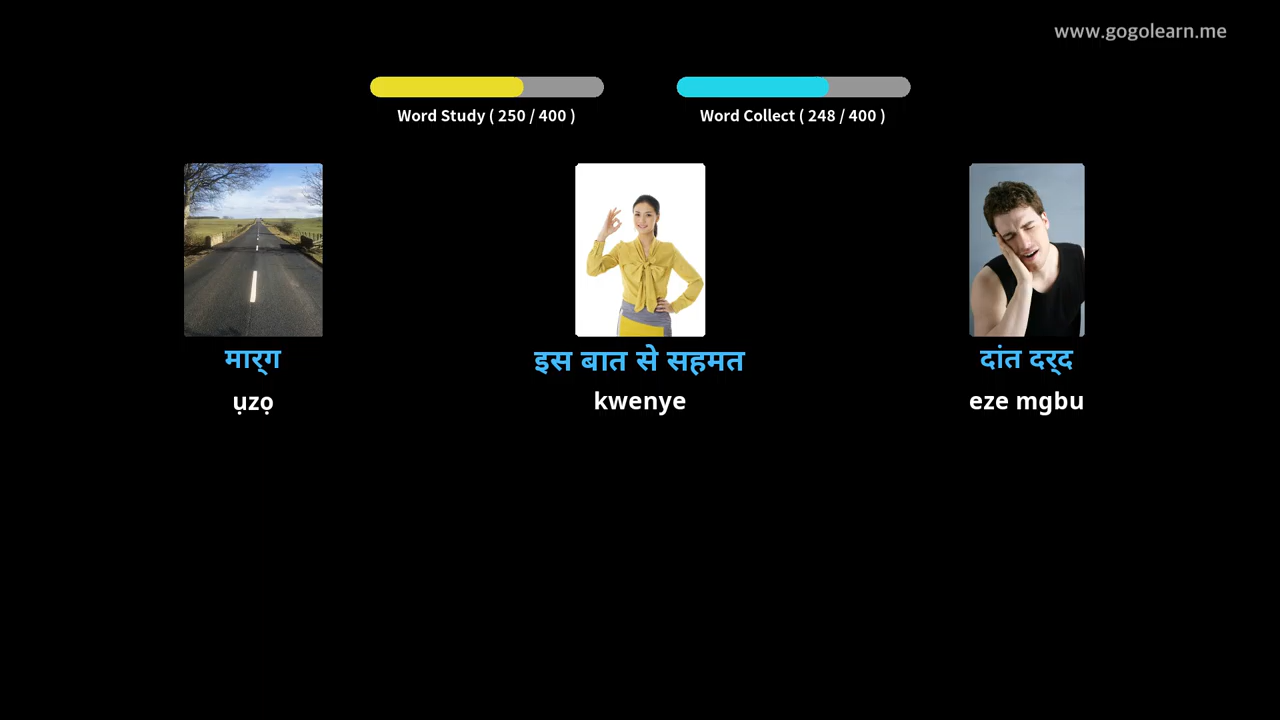 www.gogolearn.me
Word Study ( 250 / 400 )
Word Collect ( 248 / 400 )
मार्ग
इस बात से सहमत
दांत दर्द
ụzọ
kwenye
eze mgbu